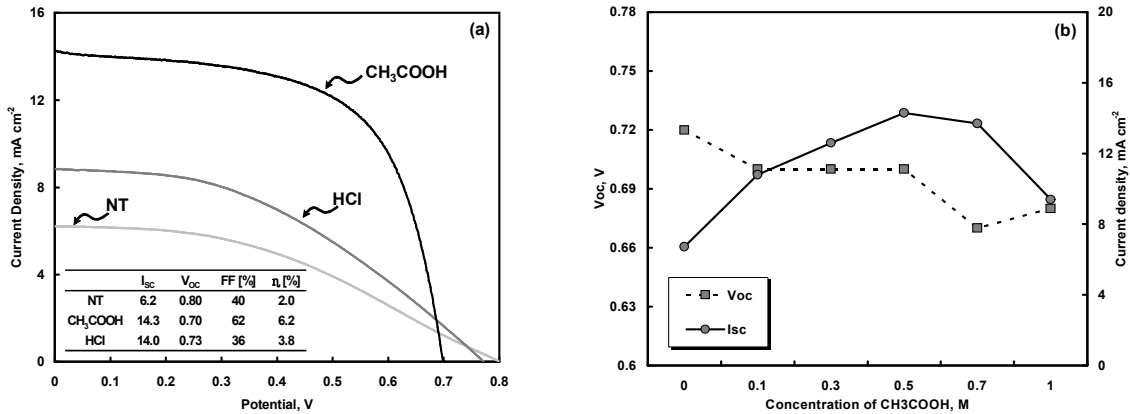 16
12
8
4
0
Current Density, mA cm-2
(a)
CH3COOH
HCl
NT
ISC VOC FF [%] η, [%]
NT 6.2 0.80 40 2.0
CH3COOH 14.3 0.70 62 6.2
HCl 14.0 0.73 36 3.8
0 0.1 0.2 0.3 0.4 0.5 0.6 0.7 0.8
Potential, V
0.78
0.75
0.72
0.69
0.66
0.63
0.6
Voc, V
(b)
Voc
Isc
20
16
12
8
4
0
Current density, mA cm-2
0 0.1 0.3 0.5 0.7 1
Concentration of CH3COOH, M